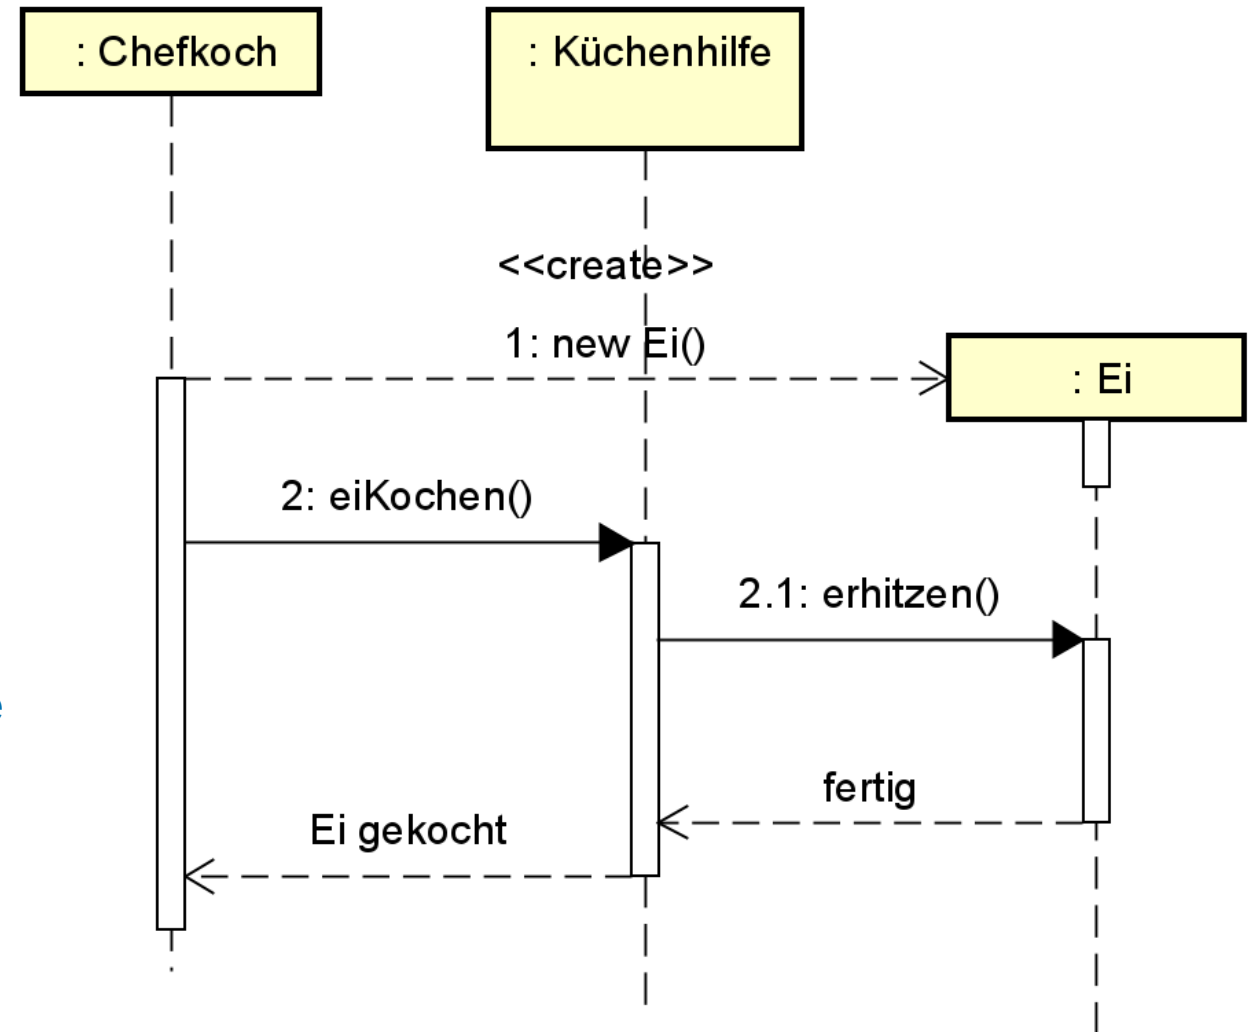 : Chefkoch
: Küchenhilfe
<<create>>
1: new Ei()
: Ei
2: eiKochen()
2.1: erhitzen()
fertig
Ei gekocht